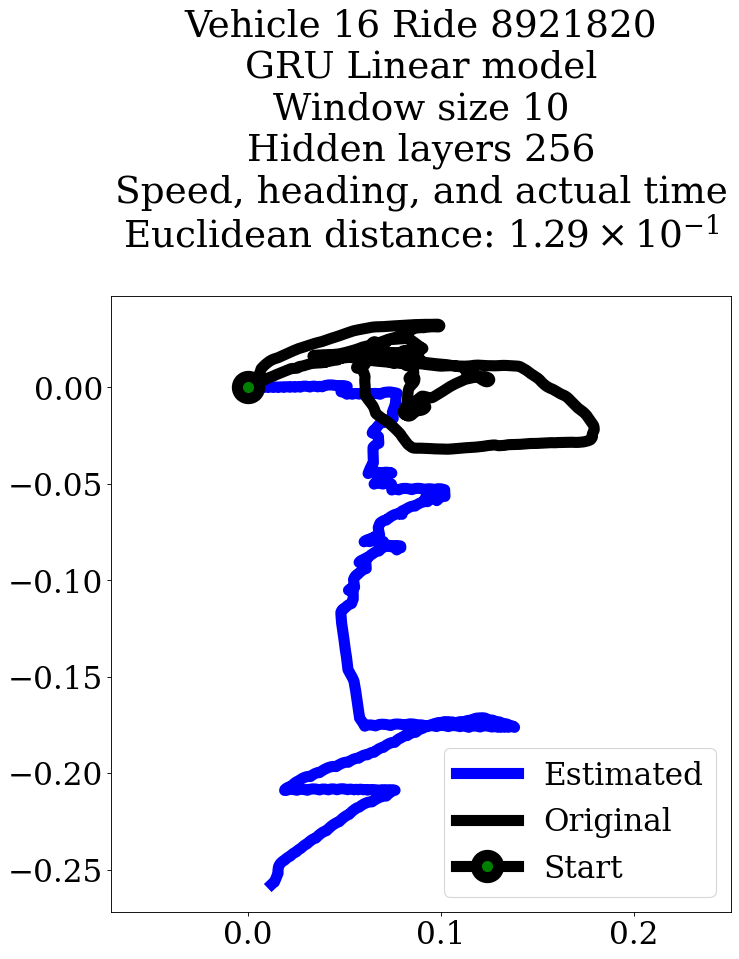 Vehicle 16 Ride 8921820
GRU Linear model
Window size 10
Hidden layers 256
Speed, heading, and actual time
Euclidean distance: 1.29 × 10⁻¹
0.00
−0.05
−0.10
−0.15
−0.20
−0.25
0.0 0.1 0.2
Estimated
Original
Start